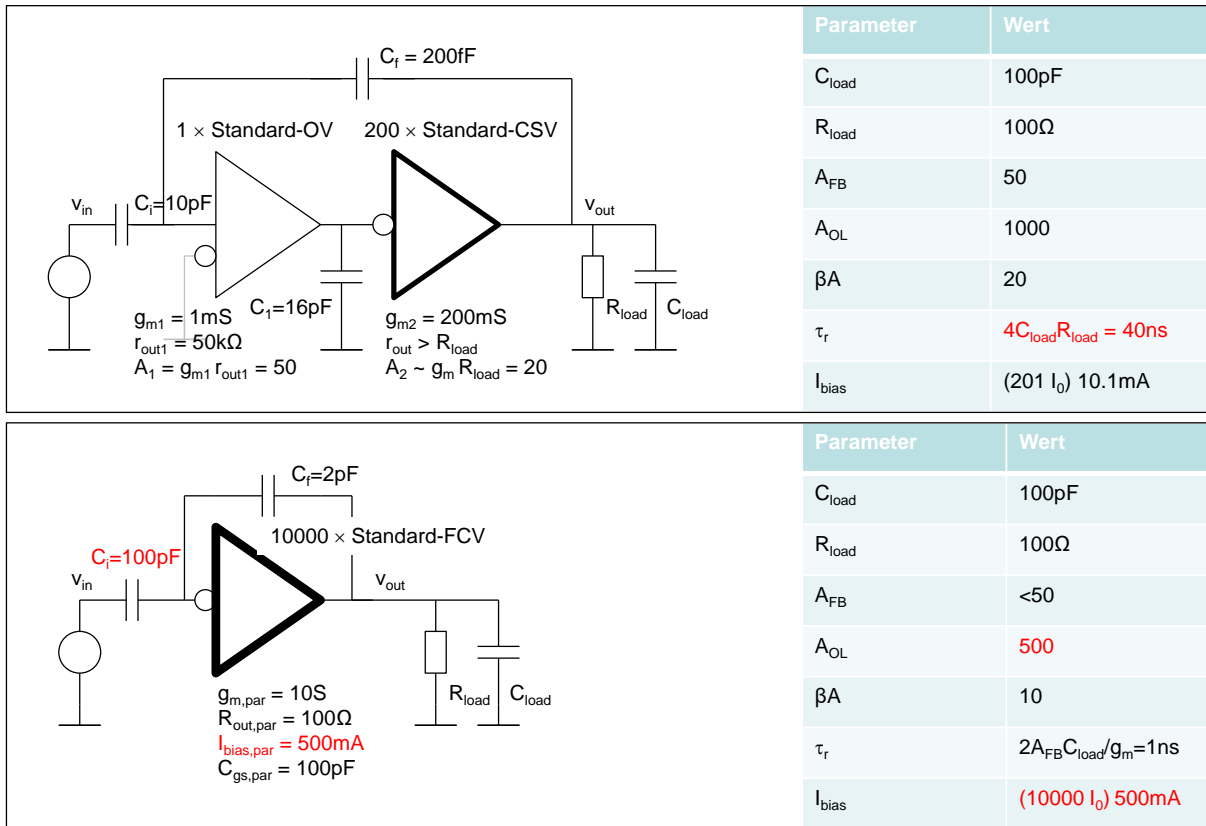 C_f = 200fF
1 × Standard-OV
200 × Standard-CSV
v_in
C_i=10pF
v_out
C_1=16pF
R_load
C_load
g_m1 = 1mS
r_out1 = 50kΩ
A_1 = g_m1 r_out1 = 50
g_m2 = 200mS
r_out > R_load
A_2 ~ g_m R_load = 20
Parameter Wert
C_load 100pF
R_load 100Ω
A_FB 50
A_OL 1000
βA 20
τ_r 4C_loadR_load = 40ns
I_bias (201 I_0) 10.1mA
C_f=2pF
10000 × Standard-FCV
C_i=100pF
v_in
v_out
R_load
C_load
g_m,par = 10S
R_out,par = 100Ω
I_bias,par = 500mA
C_gs,par = 100pF
Parameter Wert
C_load 100pF
R_load 100Ω
A_FB <50
A_OL 500
βA 10
τ_r 2A_FBC_load/g_m=1ns
I_bias (10000 I_0) 500mA